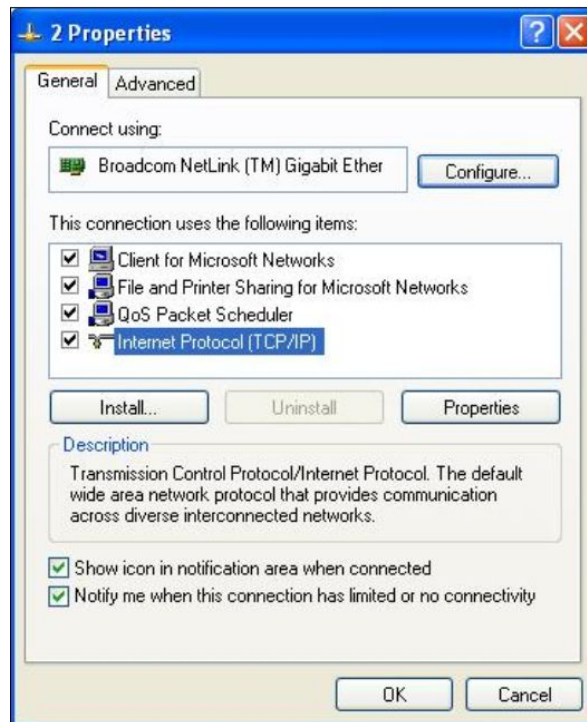 2 Properties
General
Advanced
Connect using:
Broadcom NetLink (TM) Gigabit Ether
Configure...
This connection uses the following items:
Client for Microsoft Networks
File and Printer Sharing for Microsoft Networks
QoS Packet Scheduler
Internet Protocol (TCP/IP)
Install...
Uninstall
Properties
Description
Transmission Control Protocol/Internet Protocol. The default
wide area network protocol that provides communication
across diverse interconnected networks.
Show icon in notification area when connected
Notify me when this connection has limited or no connectivity
OK
Cancel